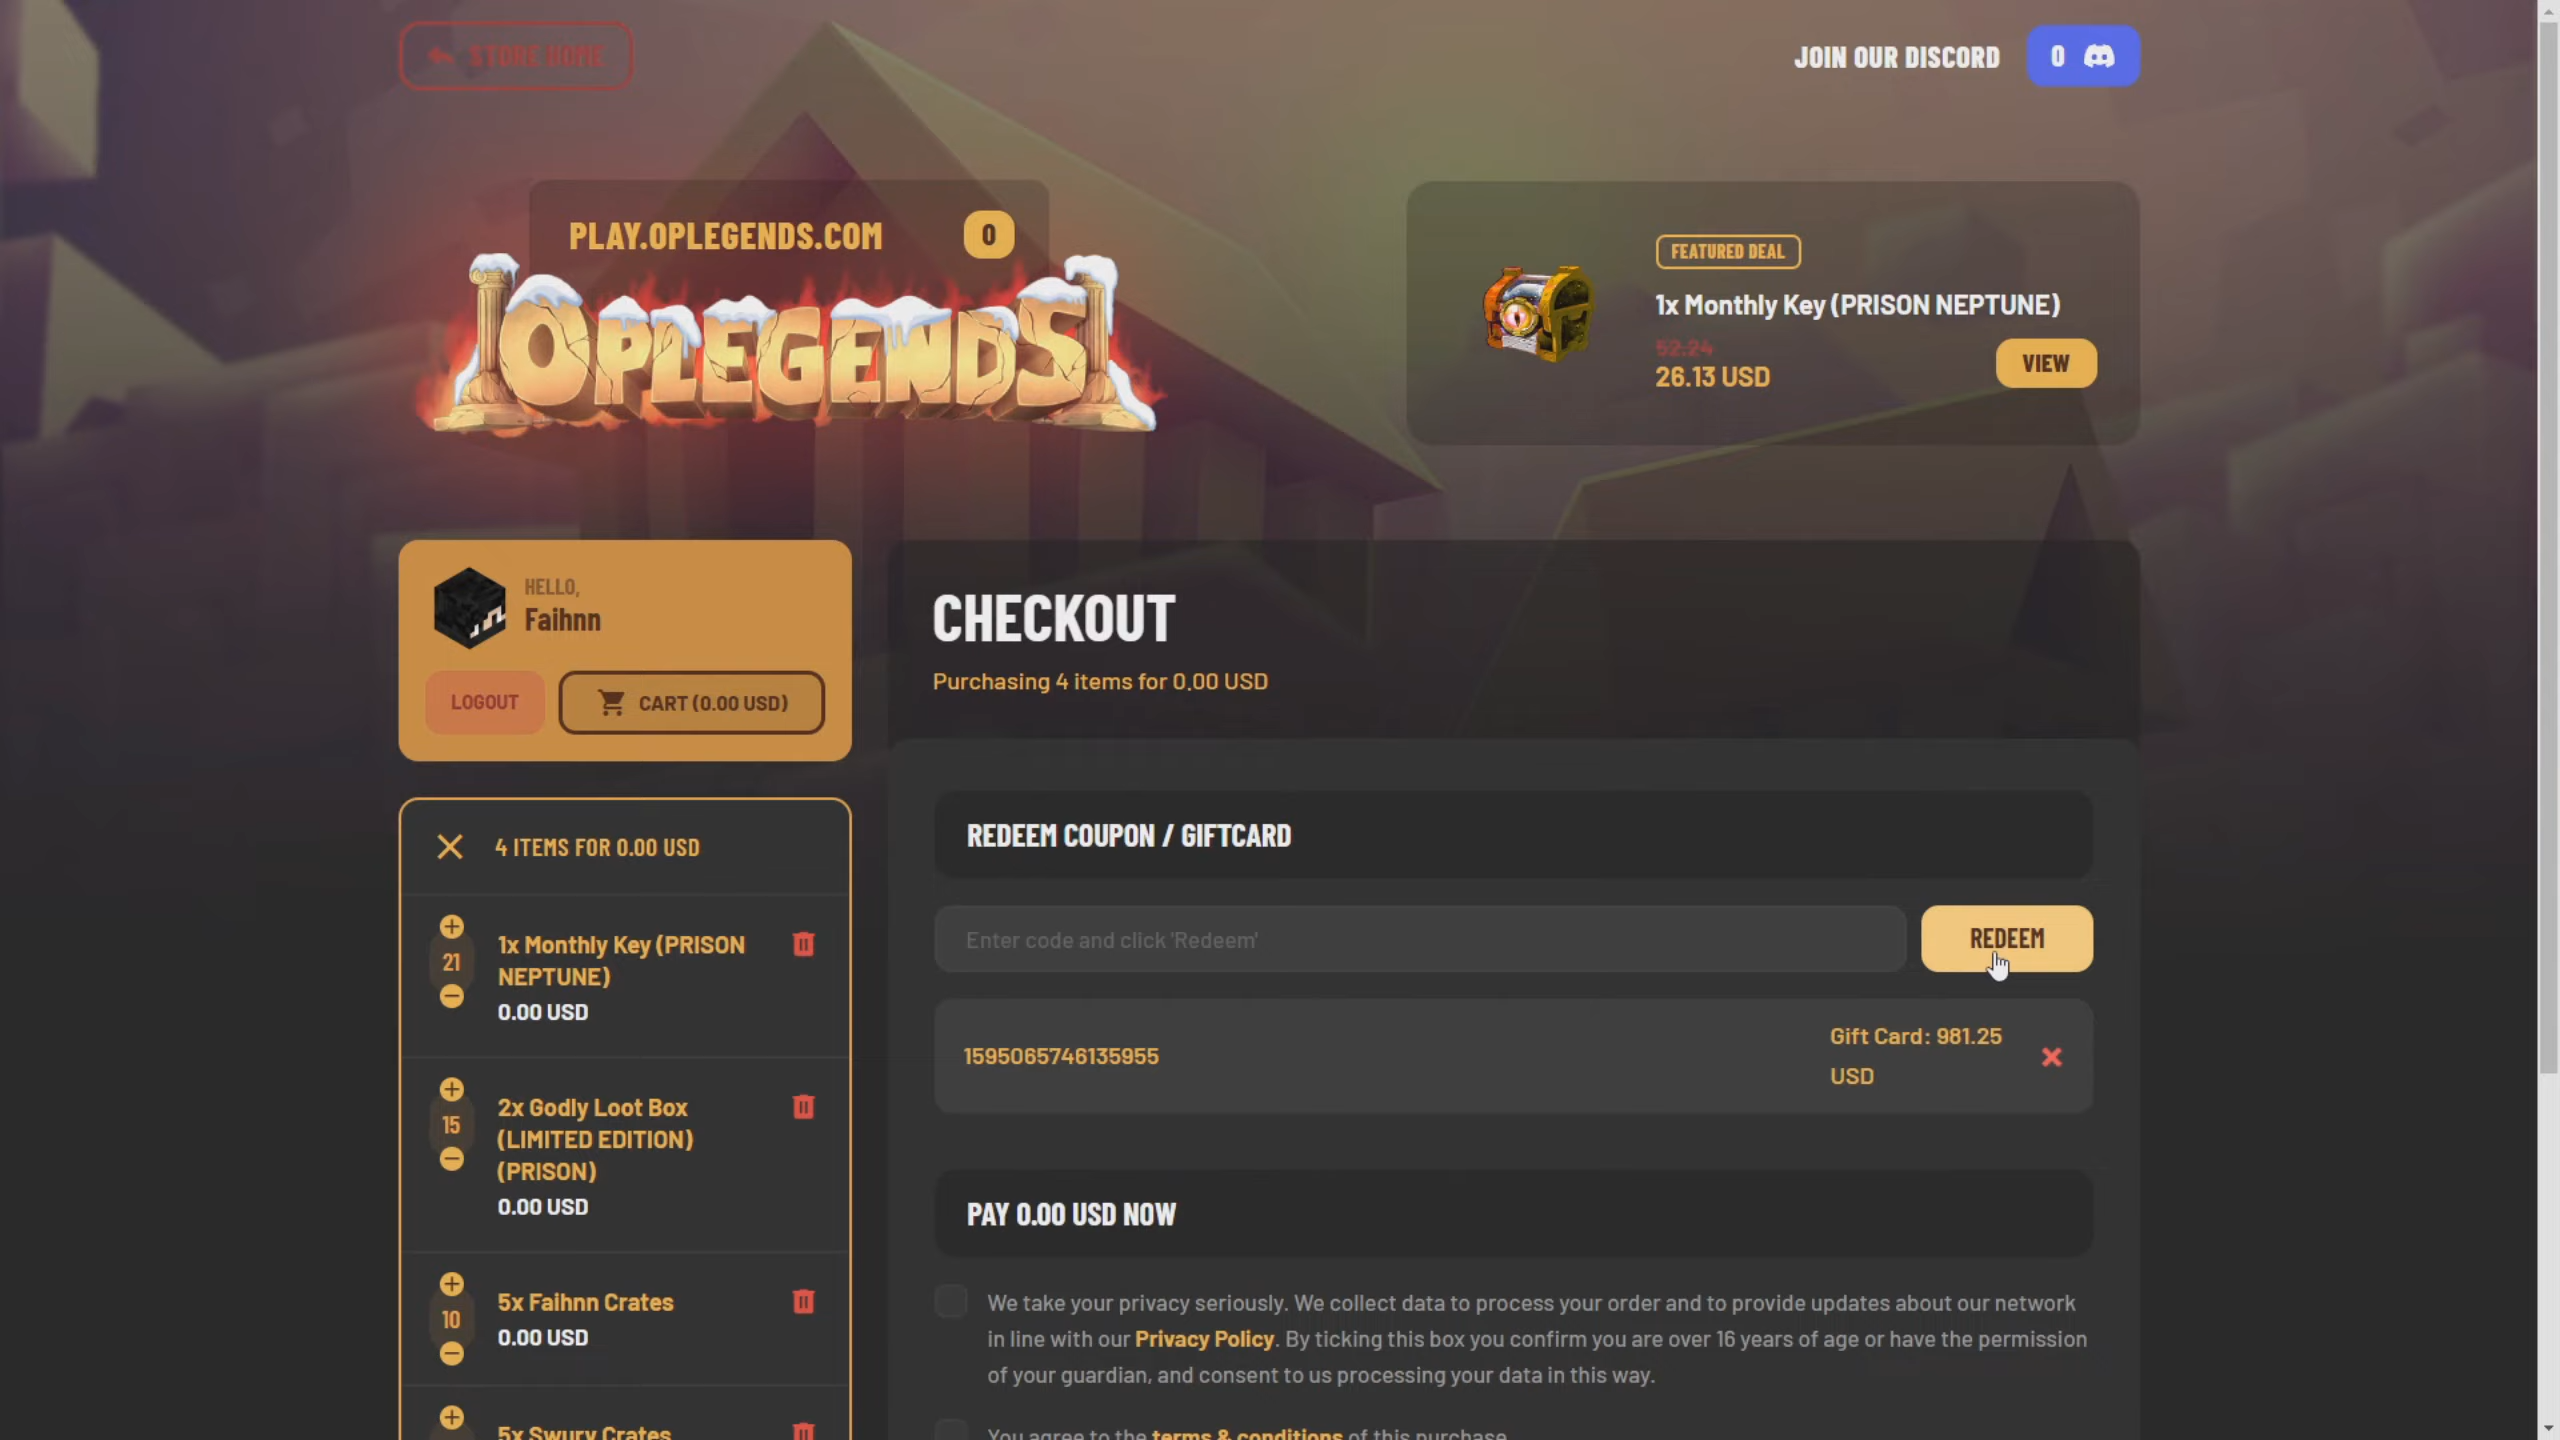 STORE HOME
JOIN OUR DISCORD
0
PLAY.OPLEGENDS.COM
0
OPLEGENDS
FEATURED DEAL
1x Monthly Key (PRISON NEPTUNE)
52.24
26.13 USD
VIEW
HELLO,
Faihnn
LOGOUT
CART (0.00 USD)
4 ITEMS FOR 0.00 USD
21
1x Monthly Key (PRISON
NEPTUNE)
0.00 USD
15
2x Godly Loot Box
(LIMITED EDITION)
(PRISON)
0.00 USD
10
5x Faihnn Crates
0.00 USD
5x Swury Crates
CHECKOUT
Purchasing 4 items for 0.00 USD
REDEEM COUPON / GIFTCARD
Enter code and click 'Redeem'
REDEEM
1595065746135955
Gift Card: 981.25
USD
PAY 0.00 USD NOW
We take your privacy seriously. We collect data to process your order and to provide updates about our network
in line with our Privacy Policy. By ticking this box you confirm you are over 16 years of age or have the permission
of your guardian, and consent to us processing your data in this way.
You agree to the terms & conditions of this purchase